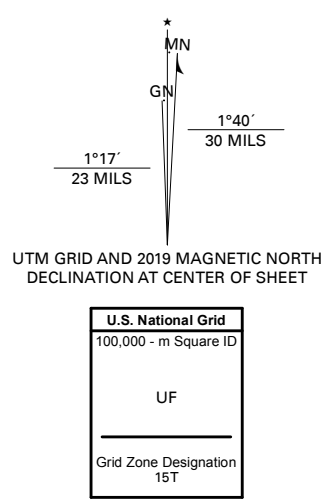 MN
GN
1°40´
30 MILS
1°17´
23 MILS
UTM GRID AND 2019 MAGNETIC NORTH
DECLINATION AT CENTER OF SHEET
U.S. National Grid
100,000 - m Square ID
UF
Grid Zone Designation
15T